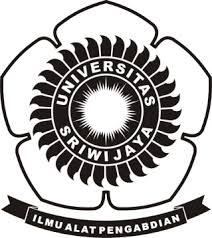 UNIVERSITAS
SRIWIJAYA
ILMU ALAT PENGABDIAN